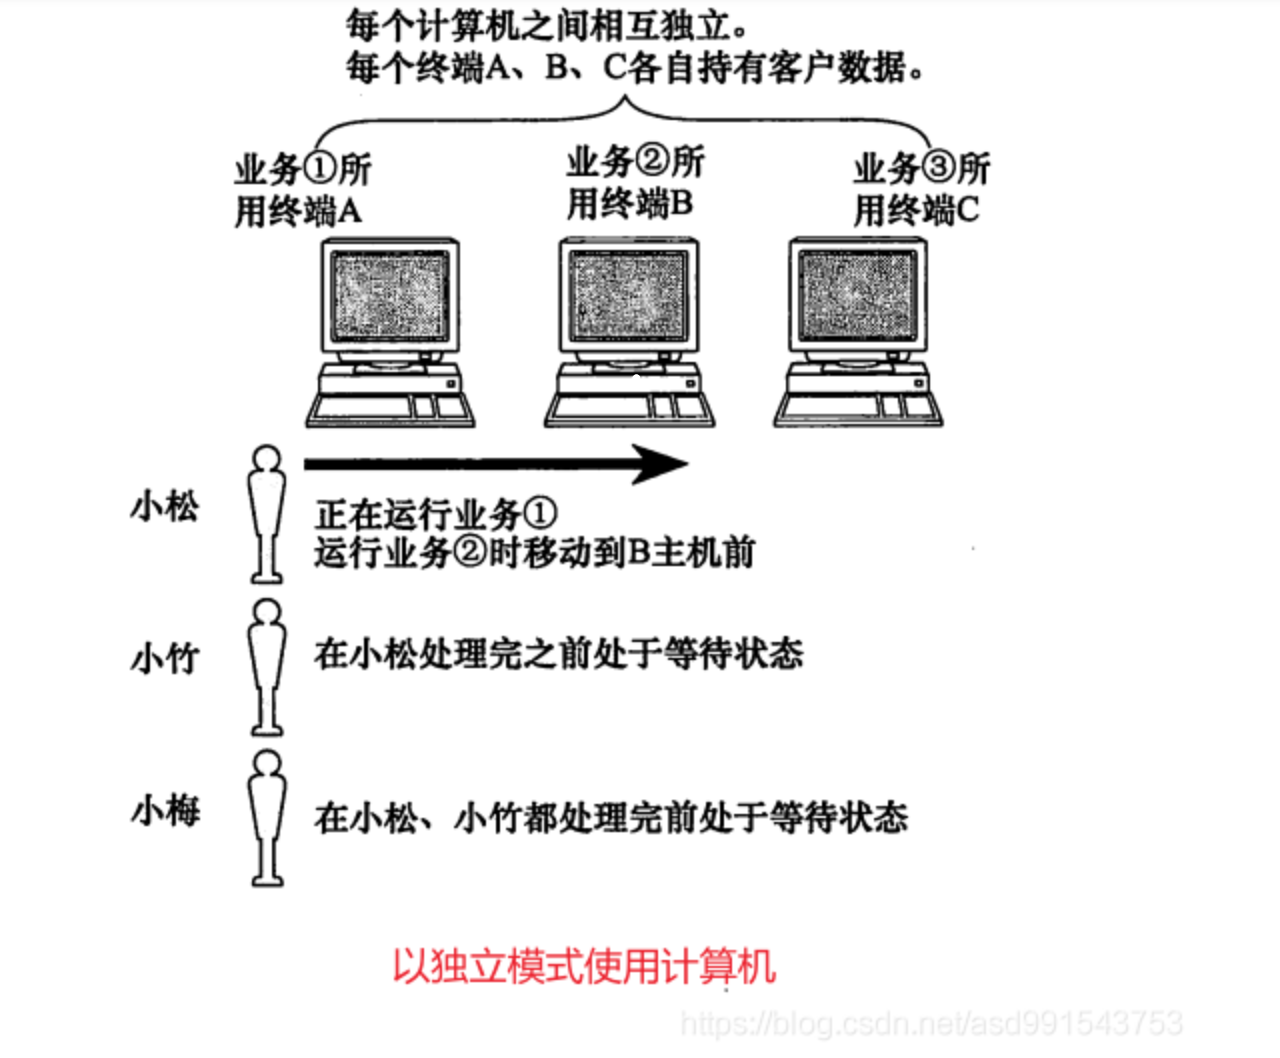 每个计算机之间相互独立。
每个终端A、B、C各自持有客户数据。
业务①所
用终端A
业务②所
用终端B
业务③所
用终端C
小松
正在运行业务①
运行业务②时移动到B主机前
小竹
在小松处理完之前处于等待状态
小梅
在小松、小竹都处理完前处于等待状态
以独立模式使用计算机
https://blog.csdn.net/asd991543753